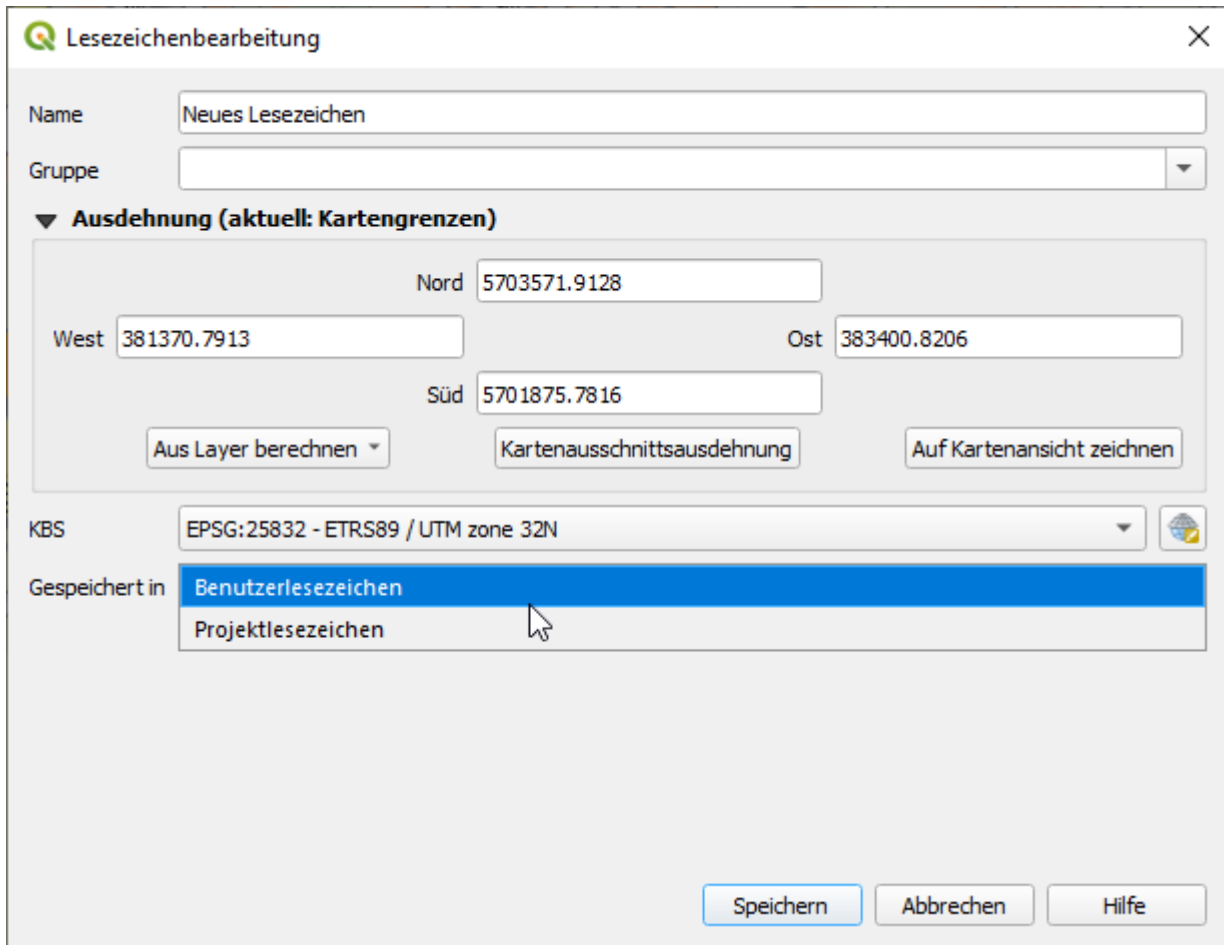 Lesezeichenbearbeitung
Name Neues Lesezeichen
Gruppe
Ausdehnung (aktuell: Kartengrenzen)
Nord 5703571.9128
West 381370.7913 Ost 383400.8206
Süd 5701875.7816
Aus Layer berechnen Kartenausschnittsausdehnung Auf Kartenansicht zeichnen
KBS EPSG:25832 - ETRS89 / UTM zone 32N
Gespeichert in Benutzerlesezeichen
Projektlesezeichen
Speichern Abbrechen Hilfe